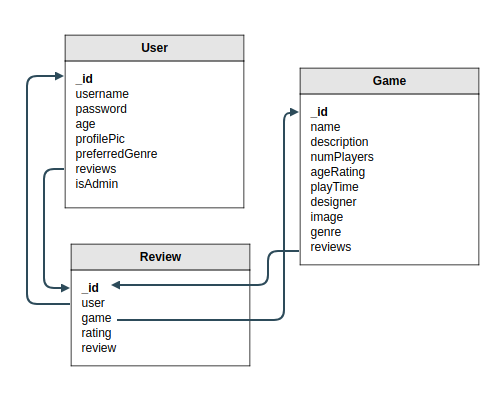 User
_id
username
password
age
profilePic
preferredGenre
reviews
isAdmin
Game
_id
name
description
numPlayers
ageRating
playTime
designer
image
genre
reviews
Review
_id
user
game
rating
review